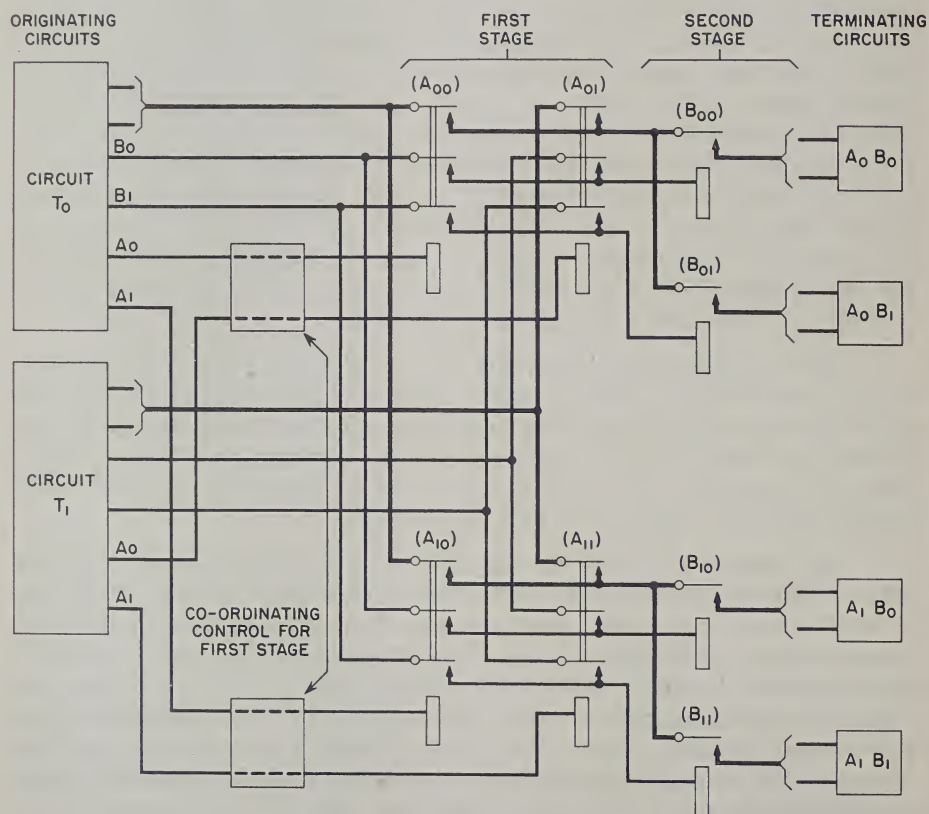 ORIGINATING
CIRCUITS
FIRST
STAGE
SECOND
STAGE
TERMINATING
CIRCUITS
(A₀₀)
(A₀₁)
(B₀₀)
CIRCUIT
T₀
B₀
B₁
A₀
A₁
A₀ B₀
(B₀₁)
A₀ B₁
CIRCUIT
T₁
A₀
A₁
CO-ORDINATING
CONTROL FOR
FIRST STAGE
(A₁₀)
(A₁₁)
(B₁₀)
A₁ B₀
(B₁₁)
A₁ B₁